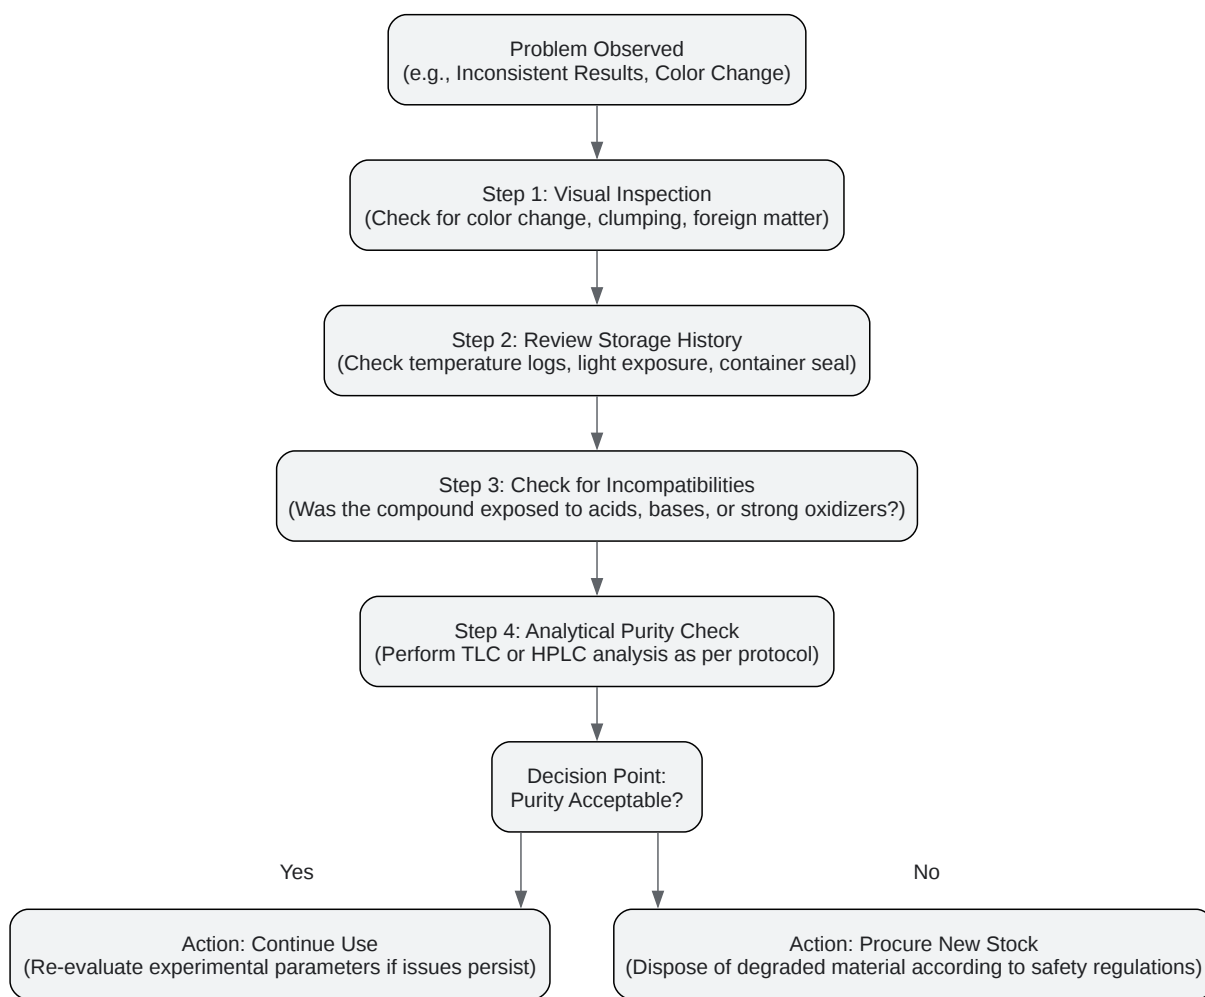 Problem Observed
(e.g., Inconsistent Results, Color Change)
Step 1: Visual Inspection
(Check for color change, clumping, foreign matter)
Step 2: Review Storage History
(Check temperature logs, light exposure, container seal)
Step 3: Check for Incompatibilities
(Was the compound exposed to acids, bases, or strong oxidizers?)
Step 4: Analytical Purity Check
(Perform TLC or HPLC analysis as per protocol)
Decision Point:
Purity Acceptable?
Yes
No
Action: Continue Use
(Re-evaluate experimental parameters if issues persist)
Action: Procure New Stock
(Dispose of degraded material according to safety regulations)